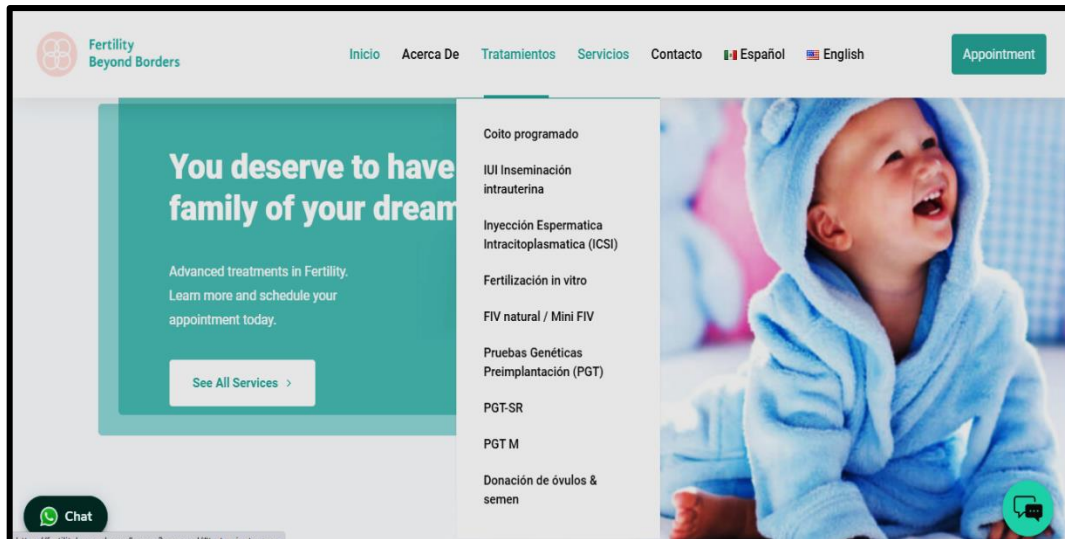 Fertility
Beyond Borders
Inicio Acerca De Tratamientos Servicios Contacto Español English
Appointment
You deserve to have
family of your dream
Advanced treatments in Fertility.
Learn more and schedule your
appointment today.
See All Services >
Coito programado
IUI Inseminación
intrauterina
Inyección Espermatica
Intracitoplasmatica (ICSI)
Fertilización in vitro
FIV natural / Mini FIV
Pruebas Genéticas
Preimplantación (PGT)
PGT-SR
PGT M
Donación de óvulos &
semen
Chat